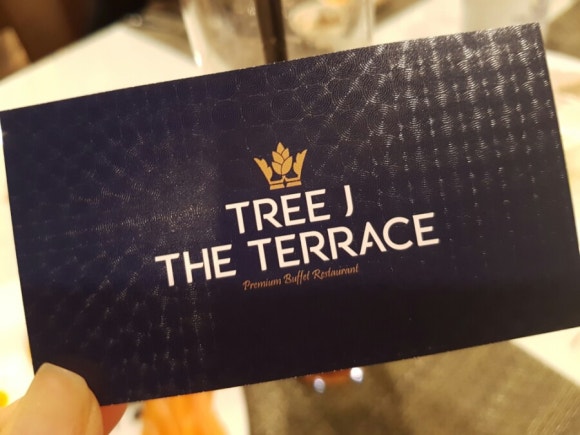 TREE J
THE TERRACE
Premium Buffet Restaurant